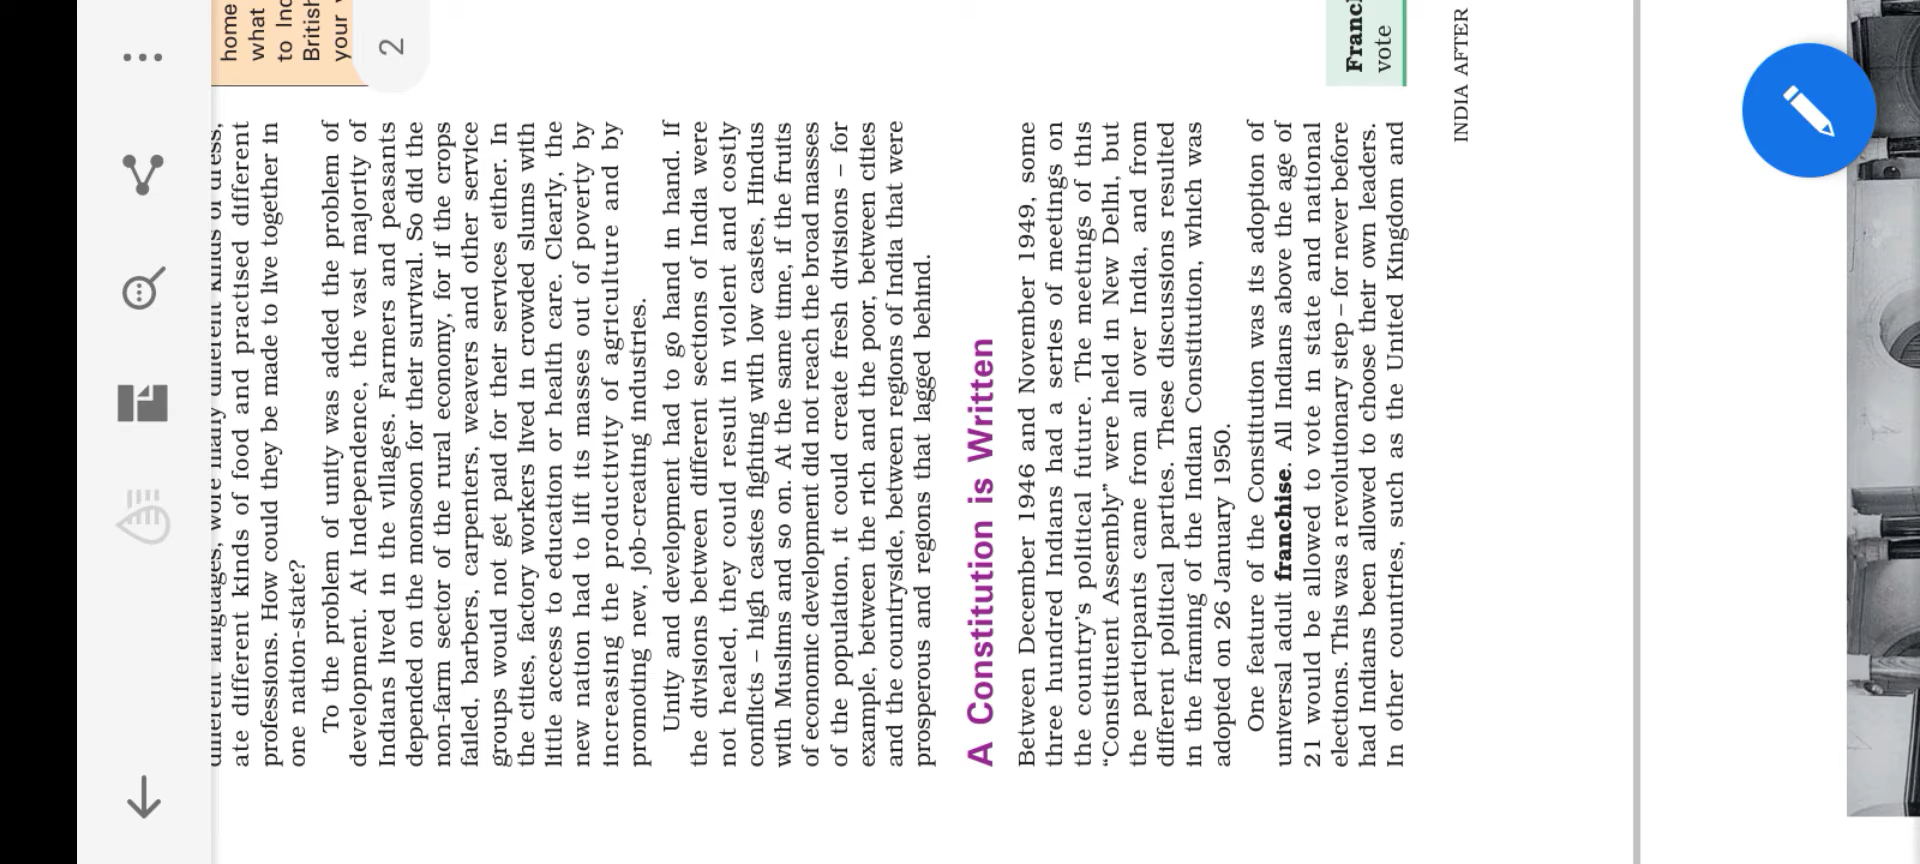 home
what
to Ind
British
your
2
different languages, wore many different kinds of dress,
ate different kinds of food and practised different
professions. How could they be made to live together in
one nation-state?
To the problem of unity was added the problem of
development. At Independence, the vast majority of
Indians lived in the villages. Farmers and peasants
depended on the monsoon for their survival. So did the
non-farm sector of the rural economy, for if the crops
failed, barbers, carpenters, weavers and other service
groups would not get paid for their services either. In
the cities, factory workers lived in crowded slums with
little access to education or health care. Clearly, the
new nation had to lift its masses out of poverty by
increasing the productivity of agriculture and by
promoting new, job-creating industries.
Unity and development had to go hand in hand. If
the divisions between different sections of India were
not healed, they could result in violent and costly
conflicts – high castes fighting with low castes, Hindus
with Muslims and so on. At the same time, if the fruits
of economic development did not reach the broad masses
of the population, it could create fresh divisions – for
example, between the rich and the poor, between cities
and the countryside, between regions of India that were
prosperous and regions that lagged behind.
A Constitution is Written
Between December 1946 and November 1949, some
three hundred Indians had a series of meetings on
the country's political future. The meetings of this
“Constituent Assembly” were held in New Delhi, but
the participants came from all over India, and from
different political parties. These discussions resulted
in the framing of the Indian Constitution, which was
adopted on 26 January 1950.
One feature of the Constitution was its adoption of
universal adult franchise. All Indians above the age of
21 would be allowed to vote in state and national
elections. This was a revolutionary step – for never before
had Indians been allowed to choose their own leaders.
In other countries, such as the United Kingdom and
Franc
vote
INDIA AFTER